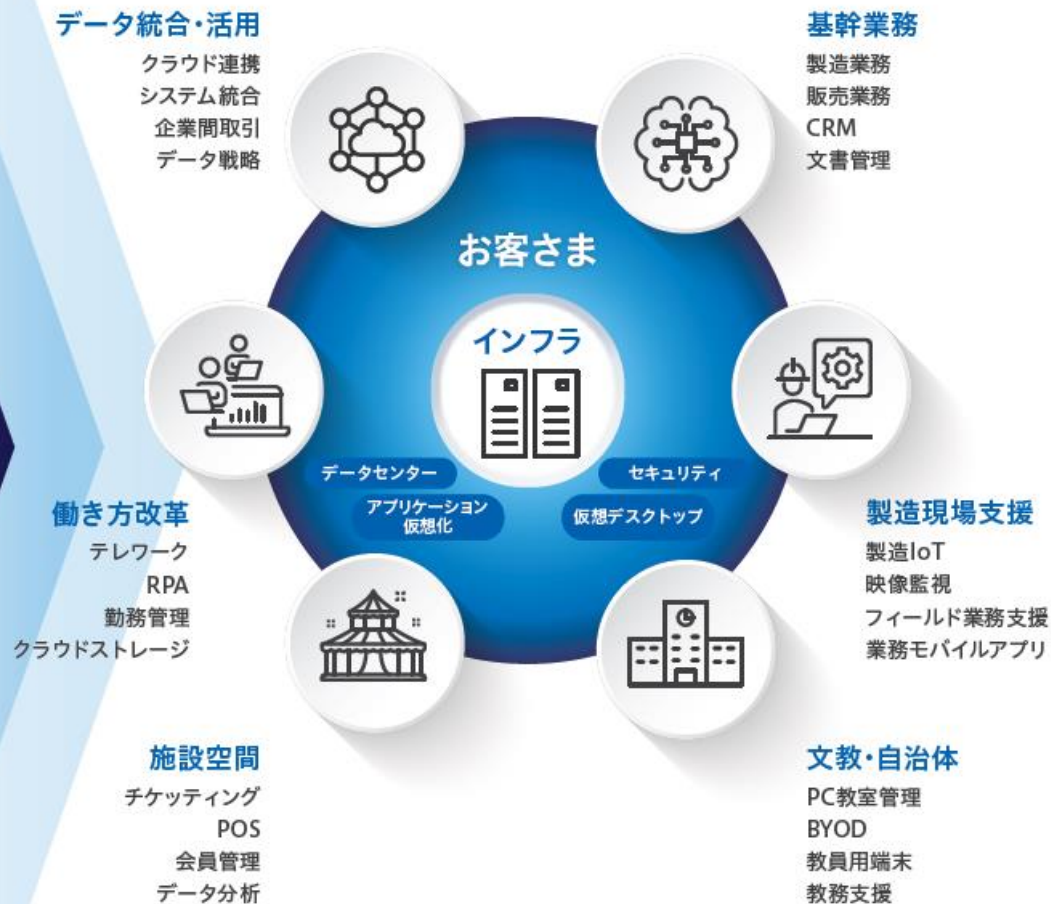 データ統合・活用
クラウド連携
システム統合
企業間取引
データ戦略
基幹業務
製造業務
販売業務
CRM
文書管理
お客さま
インフラ
データセンター
セキュリティ
アプリケーション
仮想化
仮想デスクトップ
働き方改革
テレワーク
RPA
勤務管理
クラウドストレージ
製造現場支援
製造IoT
映像監視
フィールド業務支援
業務モバイルアプリ
施設空間
チケッティング
POS
会員管理
データ分析
文教・自治体
PC教室管理
BYOD
教員用端末
教務支援